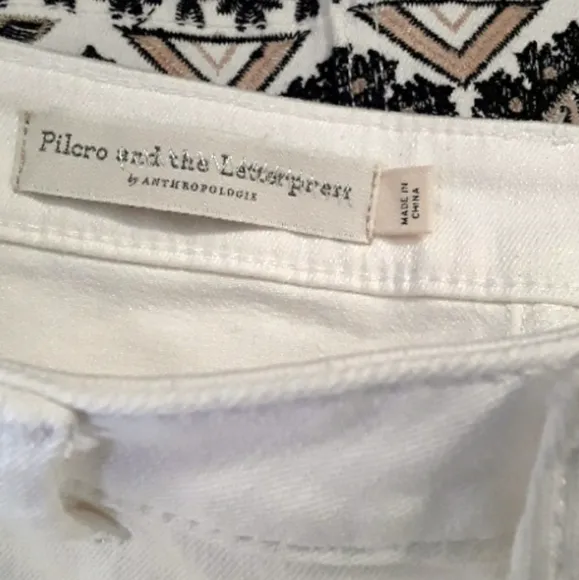 Pilcro and the Letterpress
by ANTHROPOLOGIE
MADE IN
CHINA